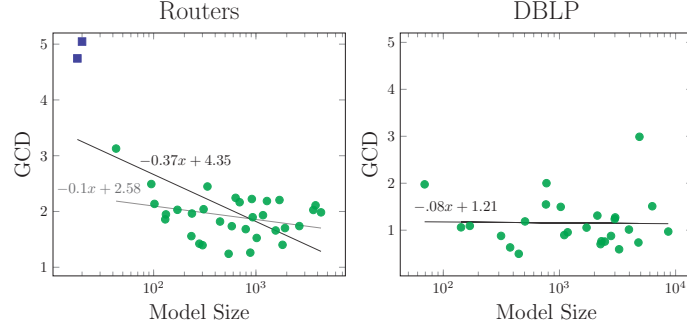 Routers
DBLP
5
4
3
2
1
GCD
−0.37x + 4.35
−0.1x + 2.58
10²
10³
Model Size
5
4
3
2
1
GCD
−.08x + 1.21
10²
10³
10⁴
Model Size